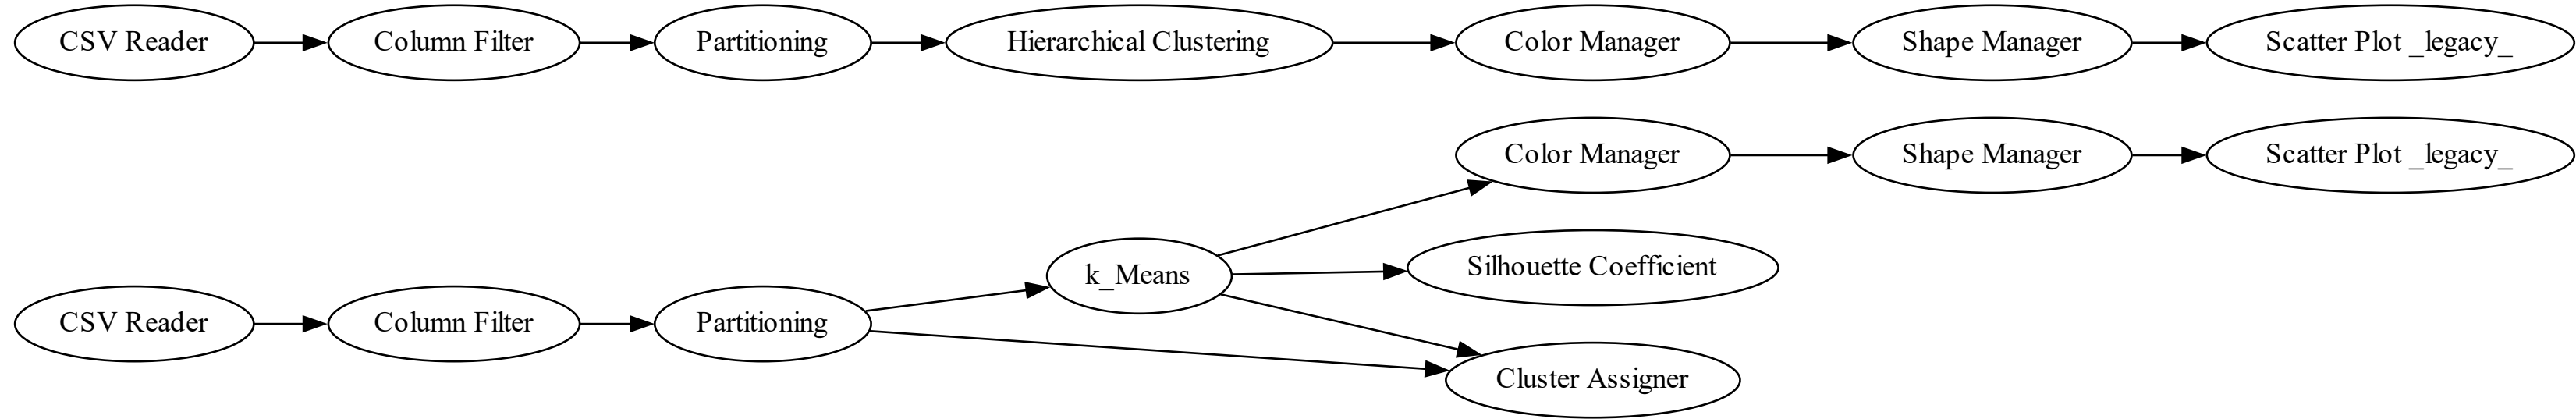 CSV Reader
Column Filter
Partitioning
Hierarchical Clustering
Color Manager
Shape Manager
Scatter Plot _legacy_
Color Manager
Shape Manager
Scatter Plot _legacy_
k_Means
Silhouette Coefficient
CSV Reader
Column Filter
Partitioning
Cluster Assigner